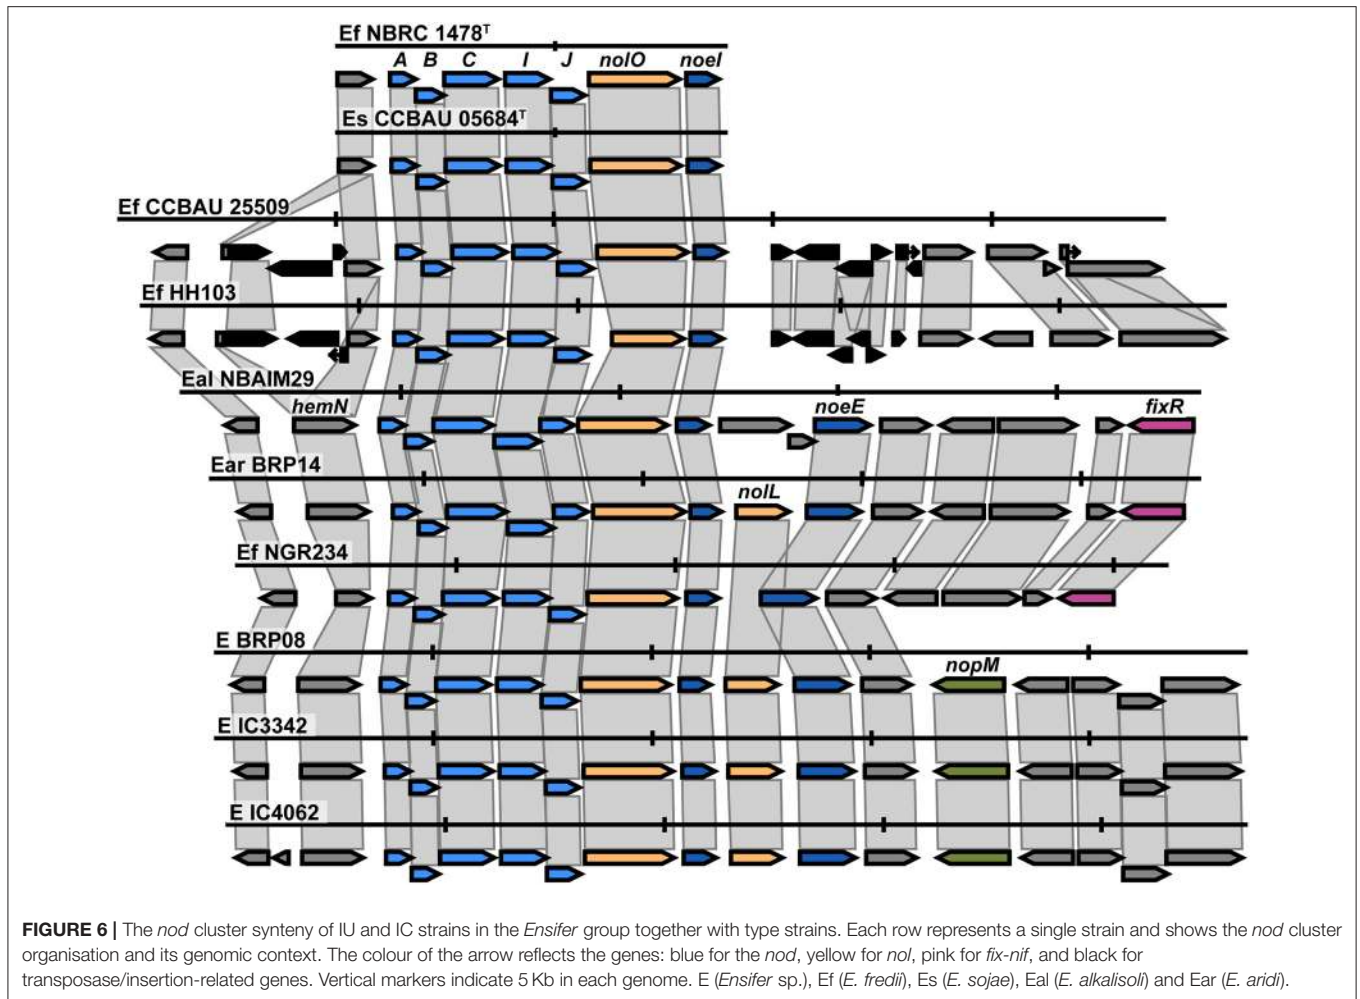 Ef NBRC 1478ᵀ
A B C I J nolO noeI
Es CCBAU 05684ᵀ
Ef CCBAU 25509
Ef HH103
Eal NBAIM29
hemN noeE fixR
Ear BRP14
nolL
Ef NGR234
E BRP08
nopM
E IC3342
E IC4062
FIGURE 6 | The nod cluster synteny of IU and IC strains in the Ensifer group together with type strains. Each row represents a single strain and shows the nod cluster
organisation and its genomic context. The colour of the arrow reflects the genes: blue for the nod, yellow for nol, pink for fix-nif, and black for
transposase/insertion-related genes. Vertical markers indicate 5 Kb in each genome. E (Ensifer sp.), Ef (E. fredii), Es (E. sojae), Eal (E. alkalisoli) and Ear (E. aridi).